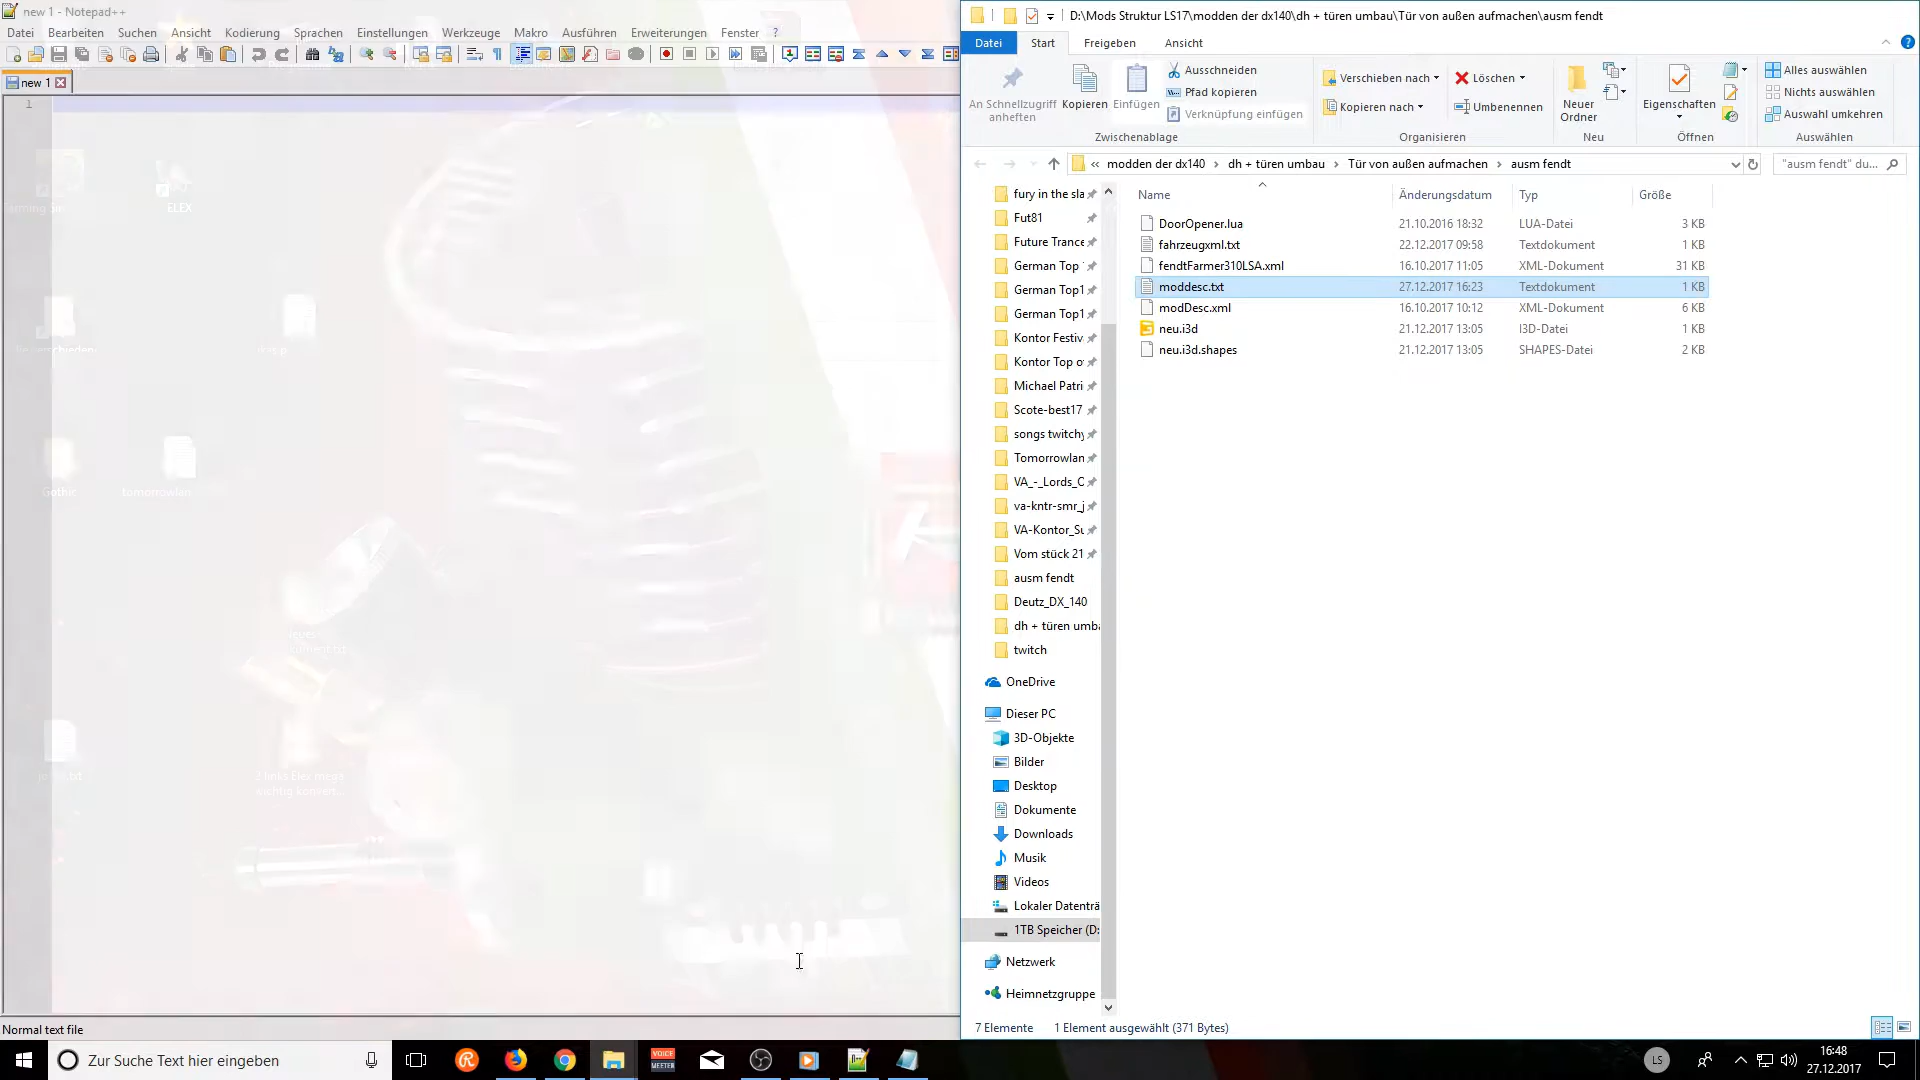 new 1 - Notepad++
Datei Bearbeiten Suchen Ansicht Kodierung Sprachen Einstellungen Werkzeuge Makro Ausführen Erweiterungen Fenster ?
new 1
1
ELEX
Gothic
Normal text file
D:\Mods Struktur LS17\modden der dx140\dh + türen umbau\Tür von außen aufmachen\ausm fendt
Datei Start Freigeben Ansicht
An Schnellzugriff anheften
Kopieren
Einfügen
Ausschneiden
Pfad kopieren
Verknüpfung einfügen
Zwischenablage
Verschieben nach
Kopieren nach
Löschen
Umbenennen
Organisieren
Neuer Ordner
Neu
Eigenschaften
Öffnen
Alles auswählen
Nichts auswählen
Auswahl umkehren
Auswählen
« modden der dx140 › dh + türen umbau › Tür von außen aufmachen › ausm fendt
"ausm fendt" du...
fury in the sla
Fut81
Future Trance
German Top
German Top1
German Top1
Kontor Festiv
Kontor Top o
Michael Patri
Scote-best17
songs twitchy
Tomorrowlan
VA_-_Lords_C
va-kntr-smr_j
VA-Kontor_Su
Vom stück 21
ausm fendt
Deutz_DX_140
dh + türen umba
twitch
OneDrive
Dieser PC
3D-Objekte
Bilder
Desktop
Dokumente
Downloads
Musik
Videos
Lokaler Datenträ
1TB Speicher (D:
Netzwerk
Heimnetzgruppe
Name Änderungsdatum Typ Größe
DoorOpener.lua 21.10.2016 18:32 LUA-Datei 3 KB
fahrzeugxml.txt 22.12.2017 09:58 Textdokument 1 KB
fendtFarmer310LSA.xml 16.10.2017 11:05 XML-Dokument 31 KB
moddesc.txt 27.12.2017 16:23 Textdokument 1 KB
modDesc.xml 16.10.2017 10:12 XML-Dokument 6 KB
neu.i3d 21.12.2017 13:05 I3D-Datei 1 KB
neu.i3d.shapes 21.12.2017 13:05 SHAPES-Datei 2 KB
7 Elemente 1 Element ausgewählt (371 Bytes)
Zur Suche Text hier eingeben
VOICE MEETER
LS
16:48
27.12.2017